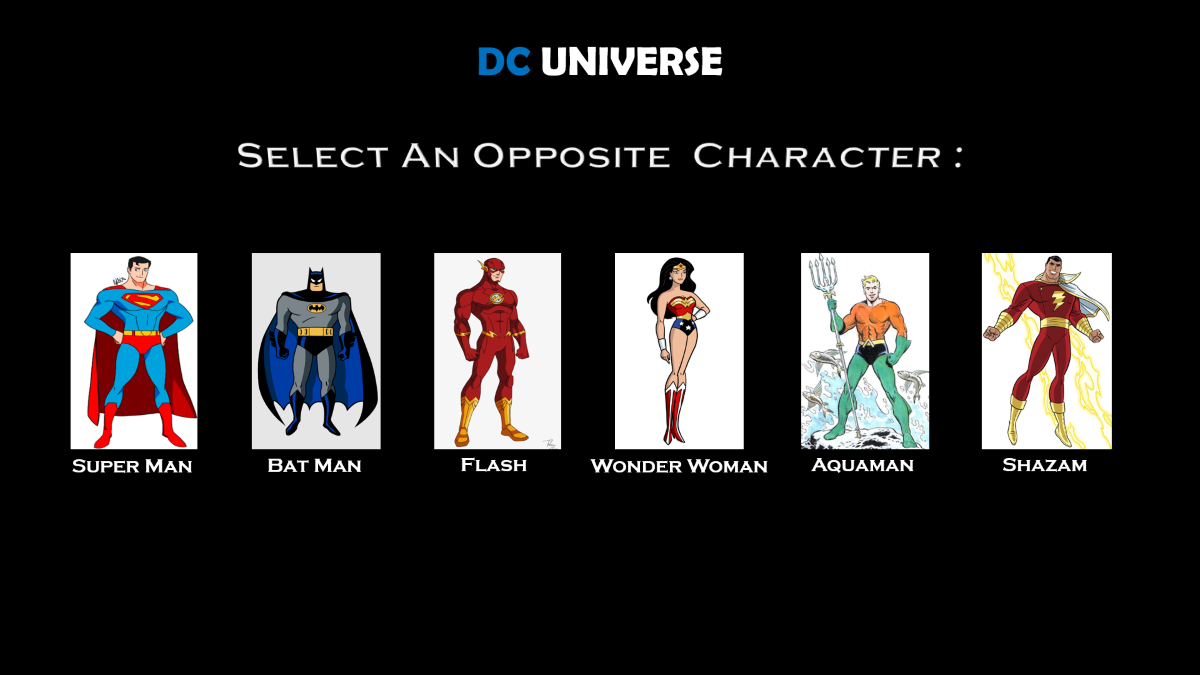 DC UNIVERSE
SELECT AN OPPOSITE CHARACTER :
SUPER MAN
BAT MAN
FLASH
WONDER WOMAN
AQUAMAN
SHAZAM